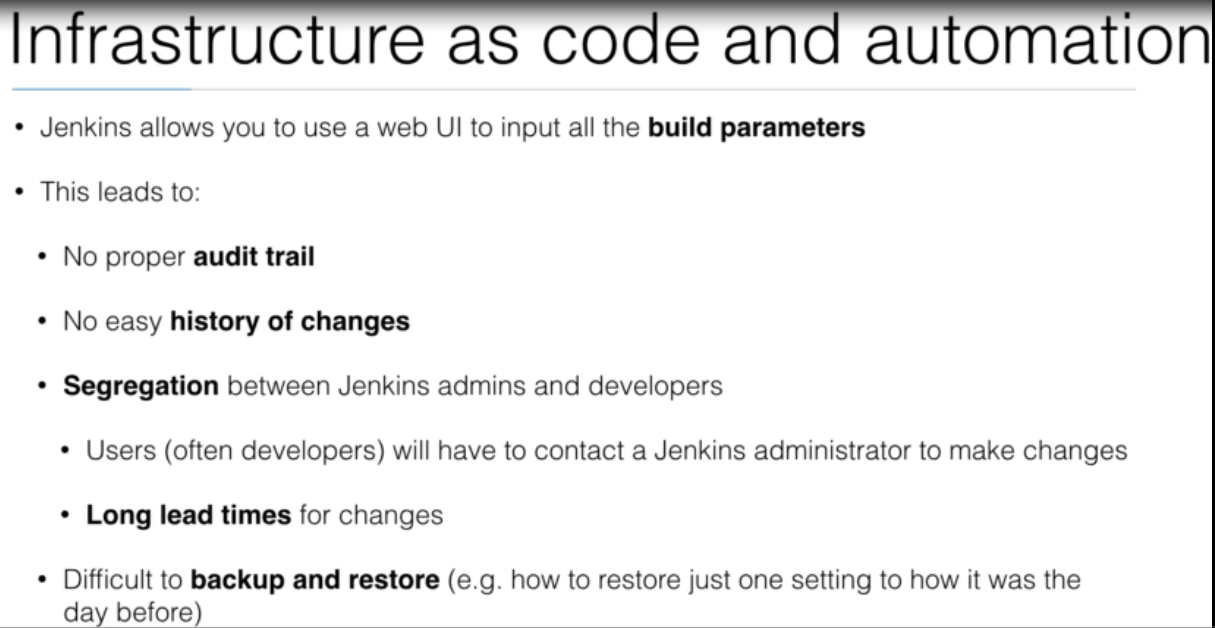 Infrastructure as code and automation
• Jenkins allows you to use a web UI to input all the build parameters
• This leads to:
• No proper audit trail
• No easy history of changes
• Segregation between Jenkins admins and developers
• Users (often developers) will have to contact a Jenkins administrator to make changes
• Long lead times for changes
• Difficult to backup and restore (e.g. how to restore just one setting to how it was the
day before)